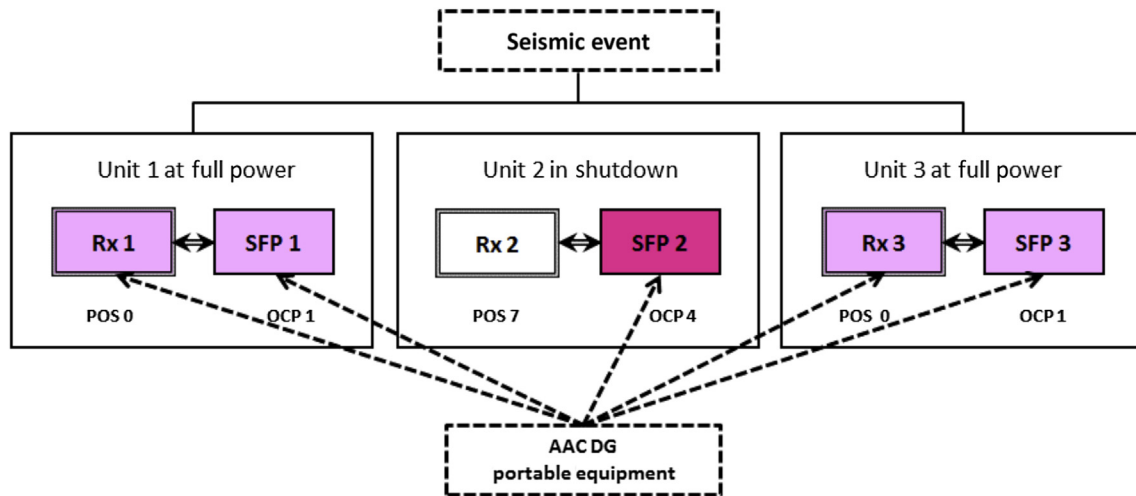 Seismic event
Unit 1 at full power
Unit 2 in shutdown
Unit 3 at full power
Rx 1
SFP 1
Rx 2
SFP 2
Rx 3
SFP 3
POS 0
OCP 1
POS 7
OCP 4
POS 0
OCP 1
AAC DG
portable equipment